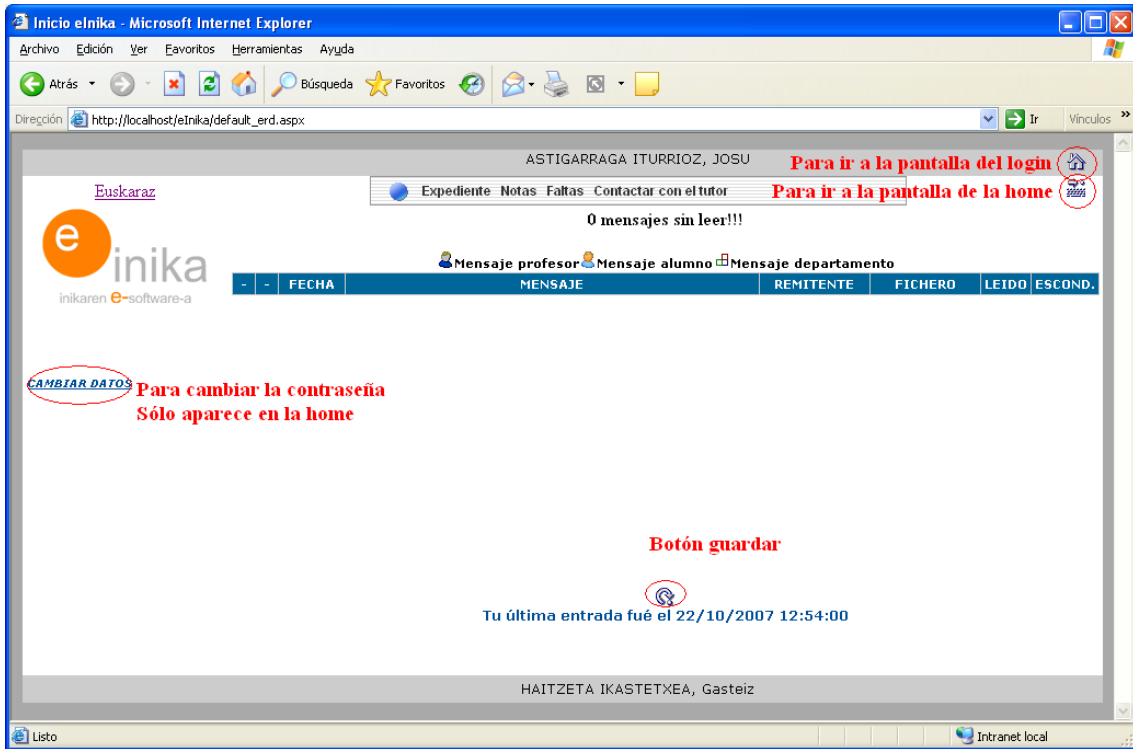 Inicio eInika - Microsoft Internet Explorer
Archivo Edición Ver Favoritos Herramientas Ayuda
Atrás Búsqueda Favoritos
Dirección http://localhost/eInika/default_erd.aspx Ir Vínculos »
ASTIGARRAGA ITURRIOZ, JOSU Para ir a la pantalla del login
Euskaraz Expediente Notas Faltas Contactar con el tutor Para ir a la pantalla de la home
0 mensajes sin leer!!!
e inika
inikaren e-software-a
Mensaje profesor Mensaje alumno Mensaje departamento
- - FECHA MENSAJE REMITENTE FICHERO LEIDO ESCOND.
CAMBIAR DATOS Para cambiar la contraseña
Sólo aparece en la home
Botón guardar
Tu última entrada fué el 22/10/2007 12:54:00
HAITZETA IKASTETXEA, Gasteiz
Listo Intranet local